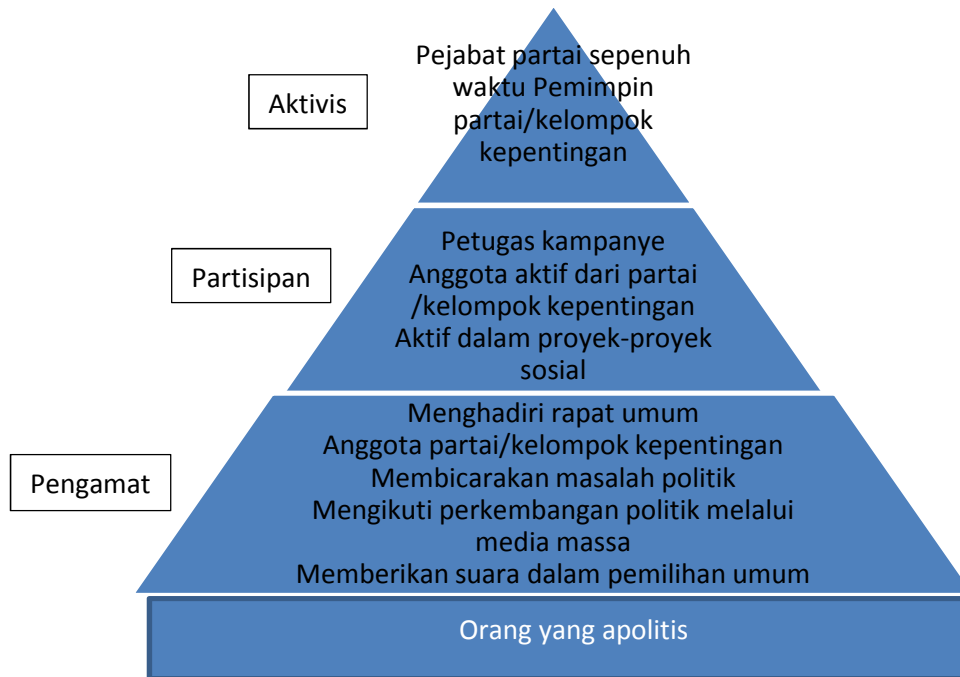 Aktivis
Pejabat partai sepenuh
waktu Pemimpin
partai/kelompok
kepentingan
Partisipan
Petugas kampanye
Anggota aktif dari partai
/kelompok kepentingan
Aktif dalam proyek-proyek
sosial
Pengamat
Menghadiri rapat umum
Anggota partai/kelompok kepentingan
Membicarakan masalah politik
Mengikuti perkembangan politik melalui
media massa
Memberikan suara dalam pemilihan umum
Orang yang apolitis